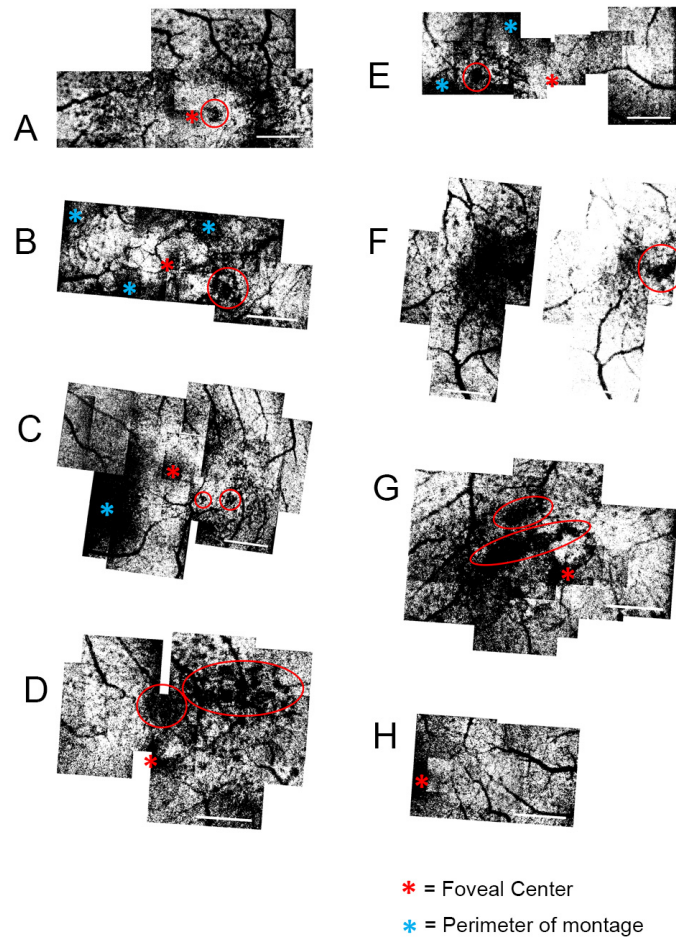 A
B
C
D
E
F
G
H
* = Foveal Center
* = Perimeter of montage